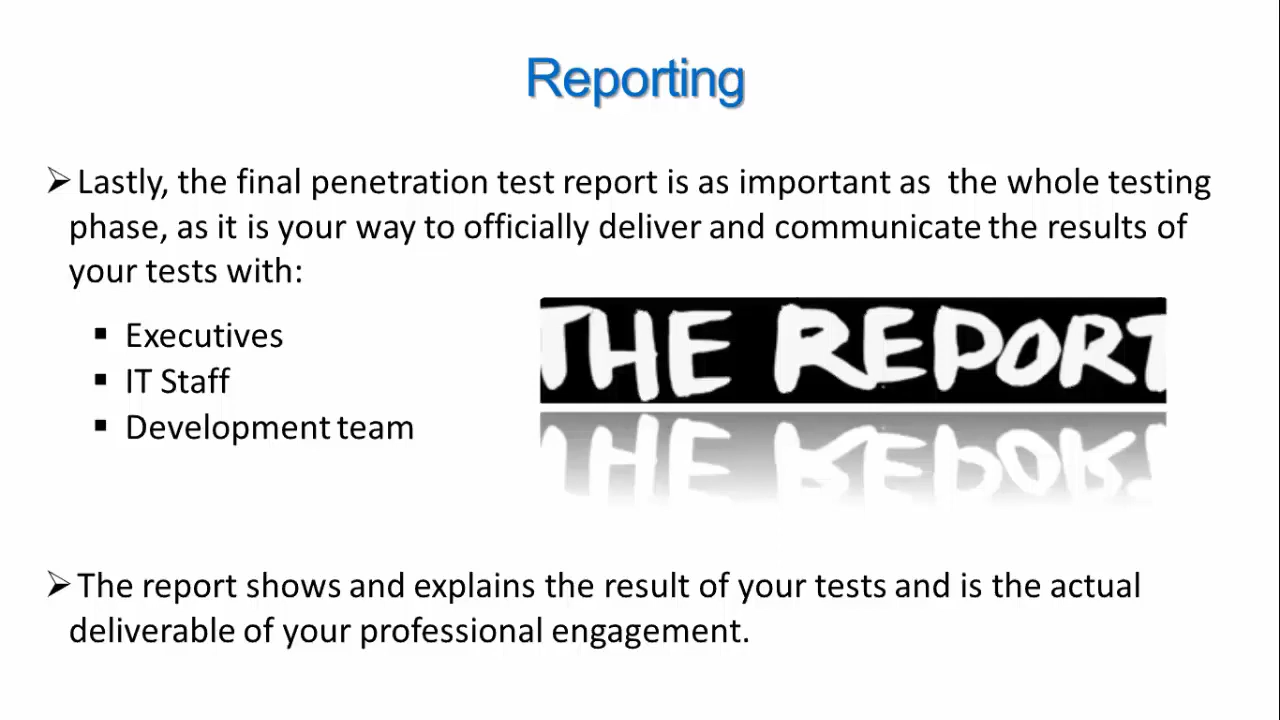 Reporting
➢ Lastly, the final penetration test report is as important as  the whole testing
phase, as it is your way to officially deliver and communicate the results of
your tests with:
▪ Executives
▪ IT Staff
▪ Development team
THE REPORT
➢ The report shows and explains the result of your tests and is the actual
deliverable of your professional engagement.